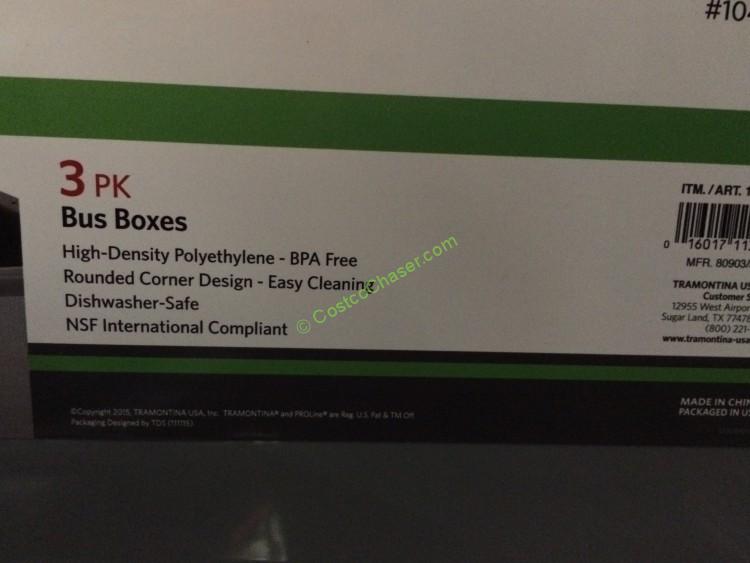 #104
3 PK
Bus Boxes
High-Density Polyethylene - BPA Free
Rounded Corner Design - Easy Cleaning
Dishwasher-Safe
NSF International Compliant
© CostcoChaser.com
ITM. /ART. 1
0 16017 11
MFR. 80903/
TRAMONTINA US
Customer S
12955 West Airpor
Sugar Land, TX 7747
(800) 221-
www.tramontina-usa
©Copyright 2015, TRAMONTINA USA, Inc. TRAMONTINA® and PROLine® are Reg. U.S. Pat & TM Off.
Packaging Designed by TDS (111115)
MADE IN CHIN
PACKAGED IN U